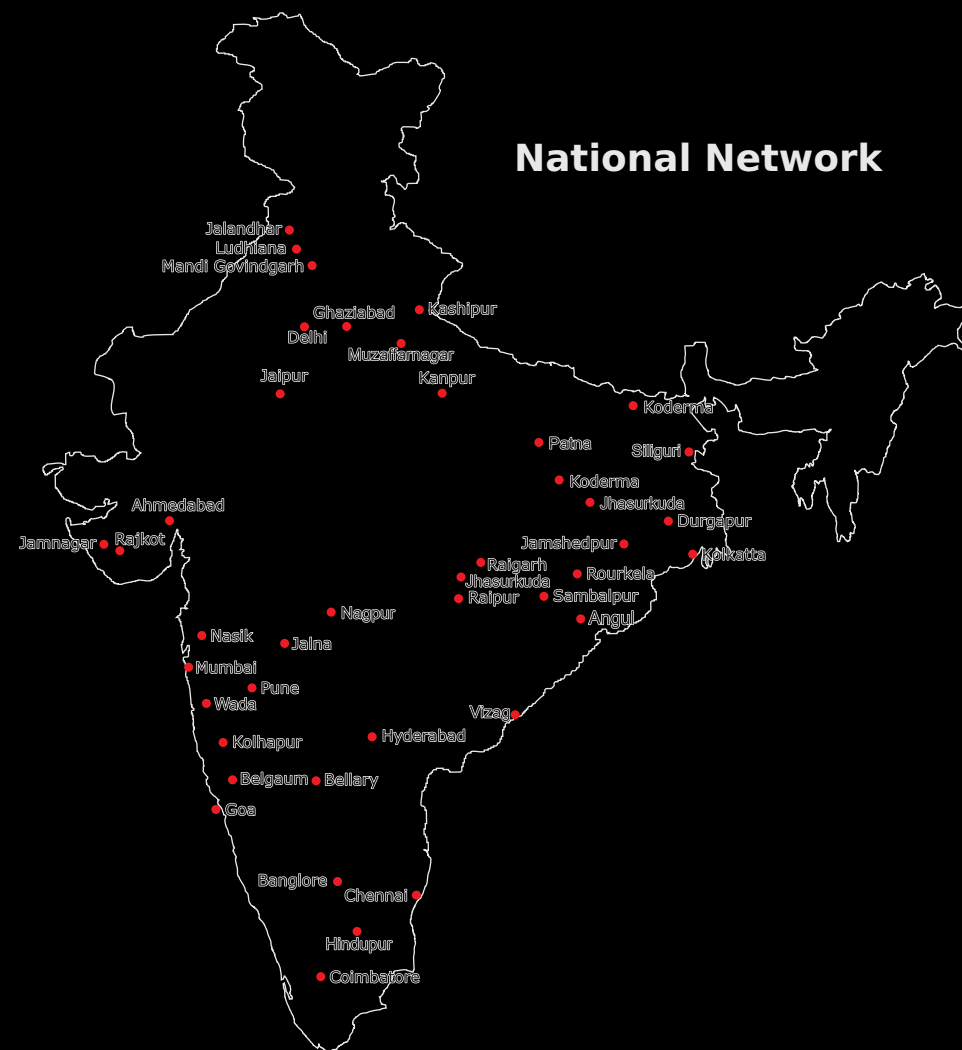 National Network
Jalandhar
Ludhiana
Mandi Govindgarh
Kashipur
Ghaziabad
Delhi
Muzaffarnagar
Jaipur
Kanpur
Koderma
Patna
Siliguri
Koderma
Jhasurkuda
Ahmedabad
Durgapur
Rajkot
Jamnagar
Jamshedpur
Kolkatta
Raigarh
Rourkela
Jhasurkuda
Raipur
Sambalpur
Nagpur
Angul
Nasik
Jalna
Mumbai
Pune
Wada
Vizag
Kolhapur
Hyderabad
Belgaum
Bellary
Goa
Banglore
Chennai
Hindupur
Coimbatore